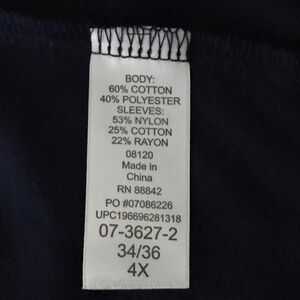 BODY:
60% COTTON
40% POLYESTER
SLEEVES:
53% NYLON
25% COTTON
22% RAYON
08120
Made in
China
RN 88842
PO #07086226
UPC196696281318
07-3627-2
34/36
4X